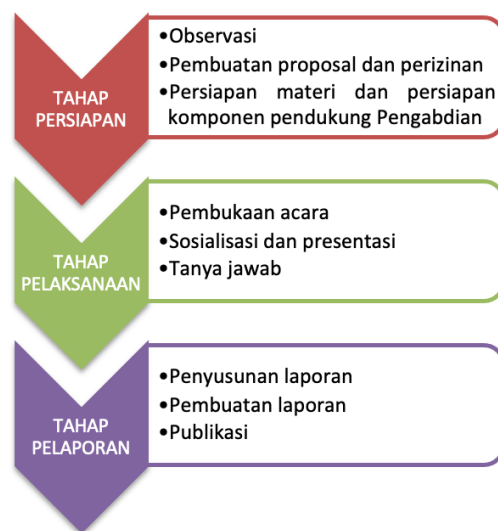 TAHAP
PERSIAPAN
•Observasi
•Pembuatan proposal dan perizinan
•Persiapan materi dan persiapan
komponen pendukung Pengabdian
TAHAP
PELAKSANAAN
•Pembukaan acara
•Sosialisasi dan presentasi
•Tanya jawab
TAHAP
PELAPORAN
•Penyusunan laporan
•Pembuatan laporan
•Publikasi